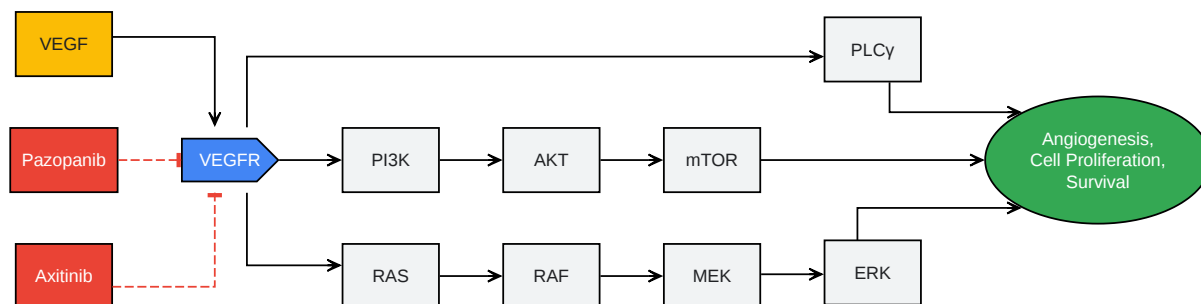 VEGF
PLCγ
Pazopanib
VEGFR
PI3K
AKT
mTOR
Angiogenesis,
Cell Proliferation,
Survival
Axitinib
RAS
RAF
MEK
ERK